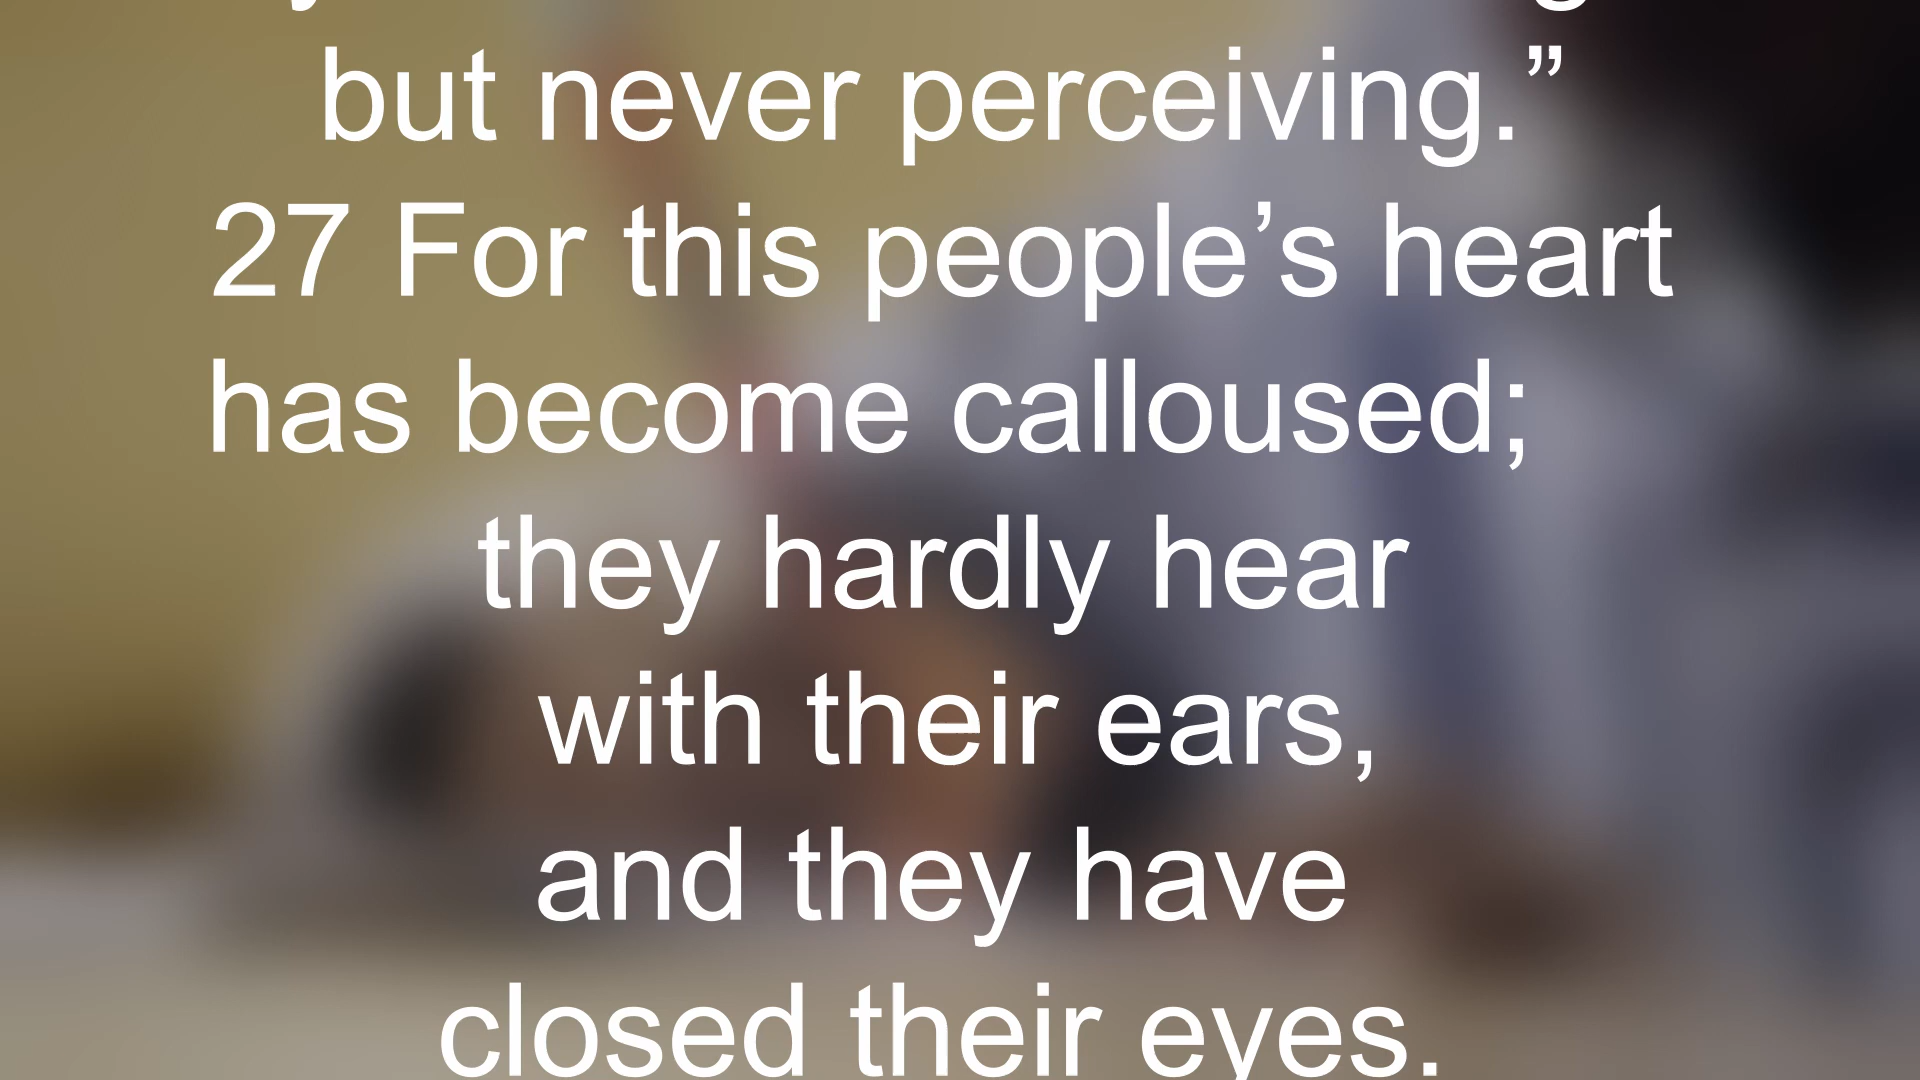 but never perceiving.”
27 For this people’s heart
has become calloused;
they hardly hear
with their ears,
and they have
closed their eyes.